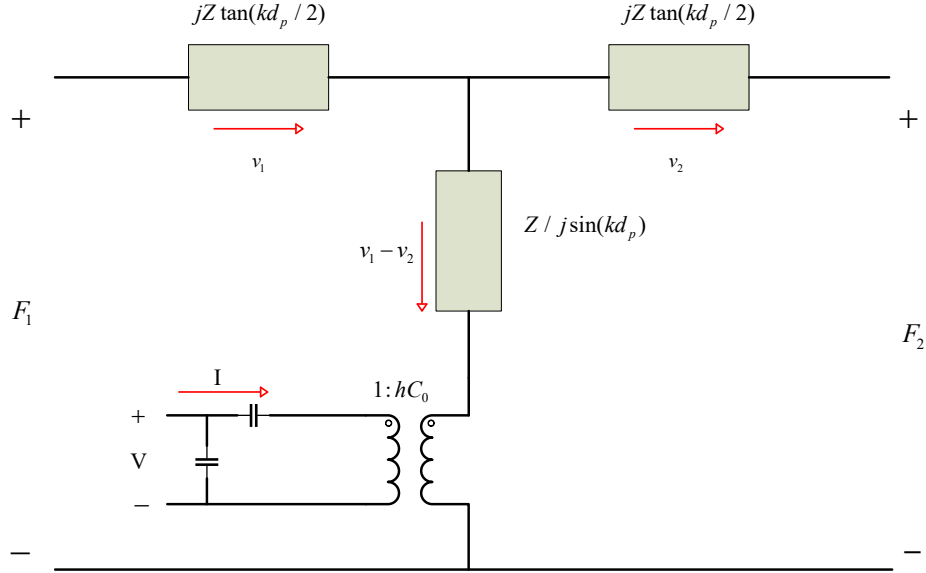 jZ tan(kd_p / 2)
jZ tan(kd_p / 2)
+
+
v_1
v_2
Z / j sin(kd_p)
v_1 − v_2
F_1
F_2
I
1 : hC_0
+
V
−
−
−